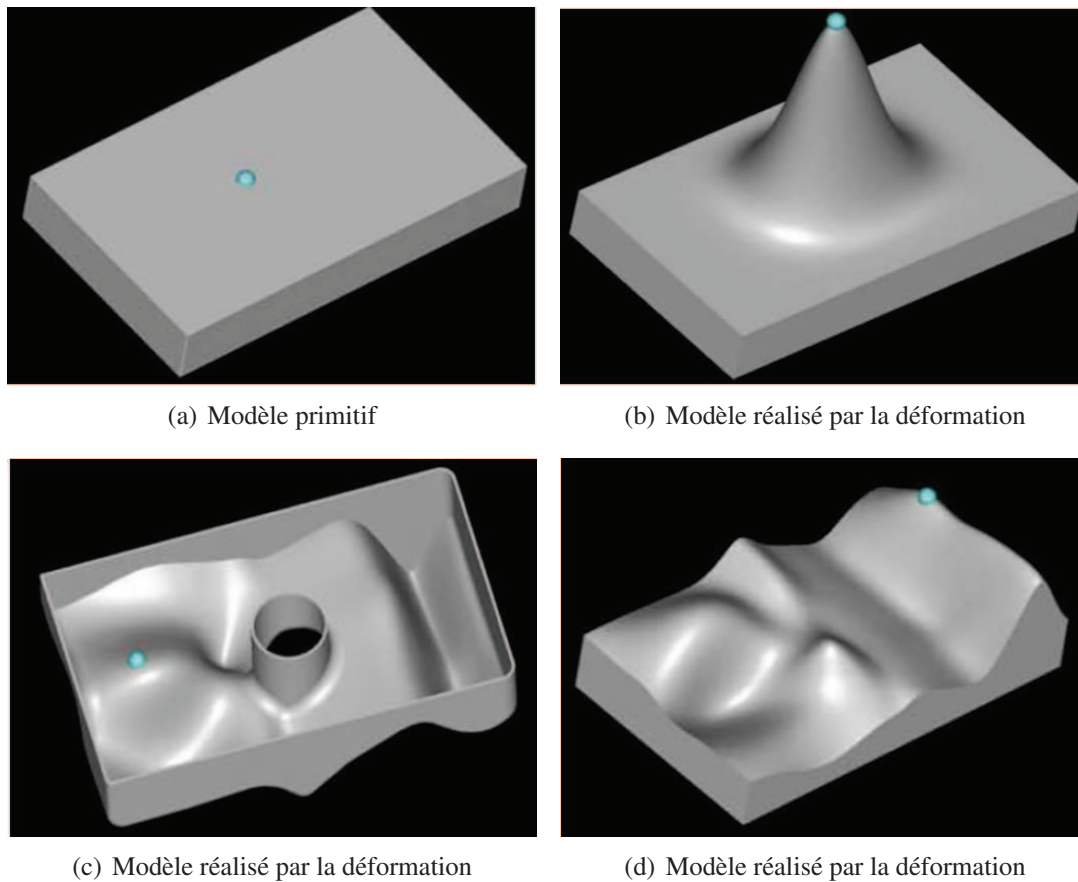 (a) Modèle primitif
(b) Modèle réalisé par la déformation
(c) Modèle réalisé par la déformation
(d) Modèle réalisé par la déformation